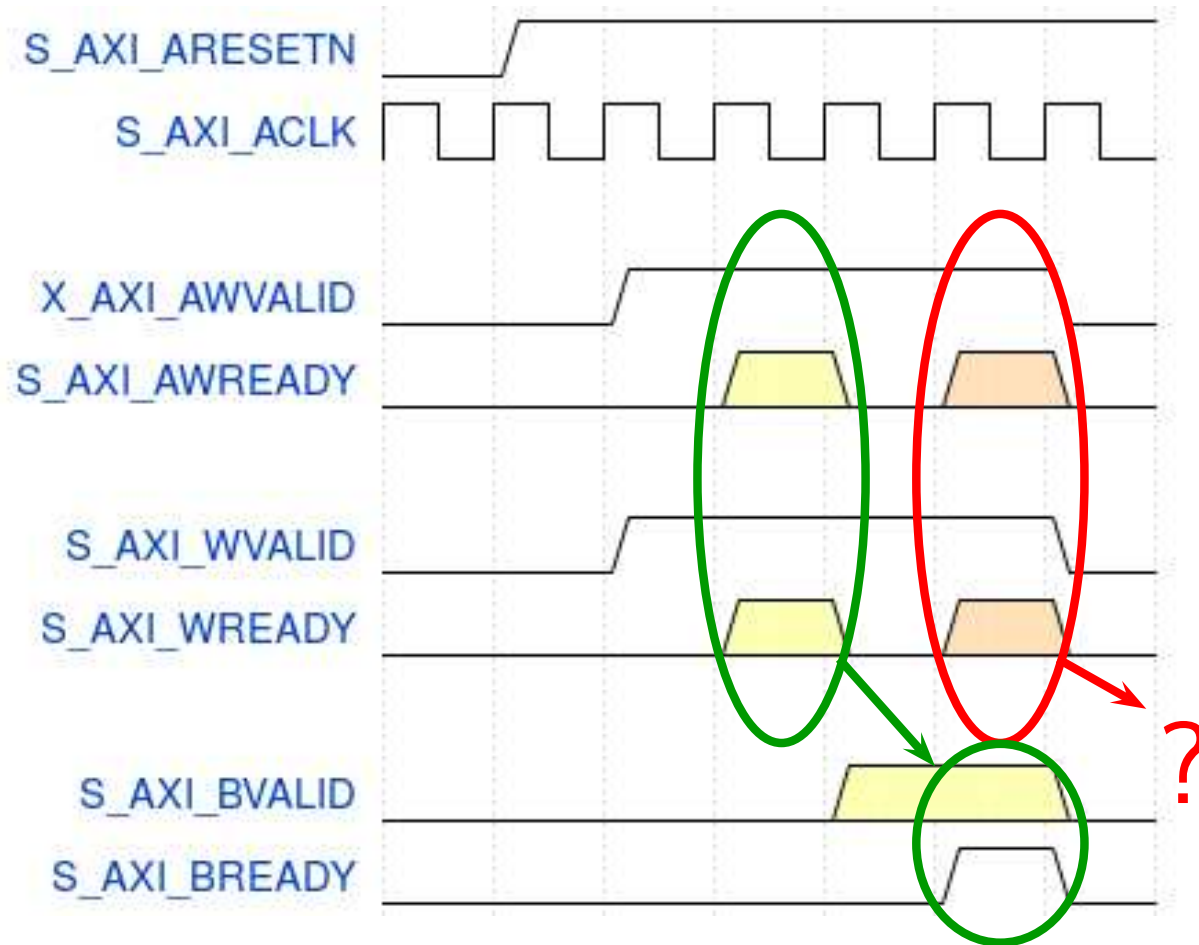 S_AXI_ARESETN
S_AXI_ACLK
X_AXI_AWVALID
S_AXI_AWREADY
S_AXI_WVALID
S_AXI_WREADY
?
S_AXI_BVALID
S_AXI_BREADY